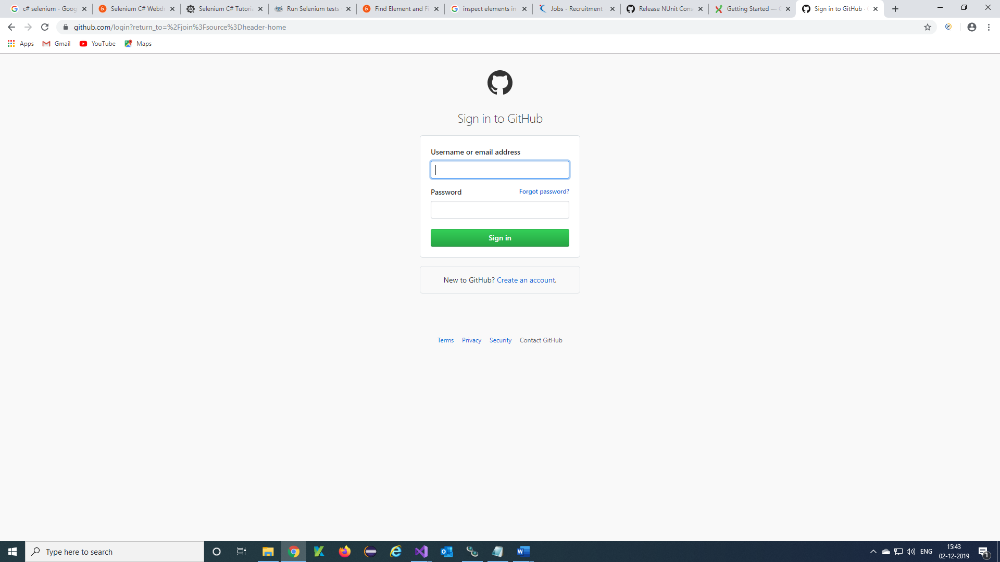 c# selenium - Goog
Selenium C# Webdr
Selenium C# Tutoria
Run Selenium tests
Find Element and Fi
inspect elements in
Jobs - Recruitment
Release NUnit Cons
Getting Started —
Sign in to GitHub ·
github.com/login?return_to=%2Fjoin%3Fsource%3Dheader-home
Apps
Gmail
YouTube
Maps
Sign in to GitHub
Username or email address
Password
Forgot password?
Sign in
New to GitHub? Create an account.
Terms
Privacy
Security
Contact GitHub
Type here to search
ENG
15:43
02-12-2019
1